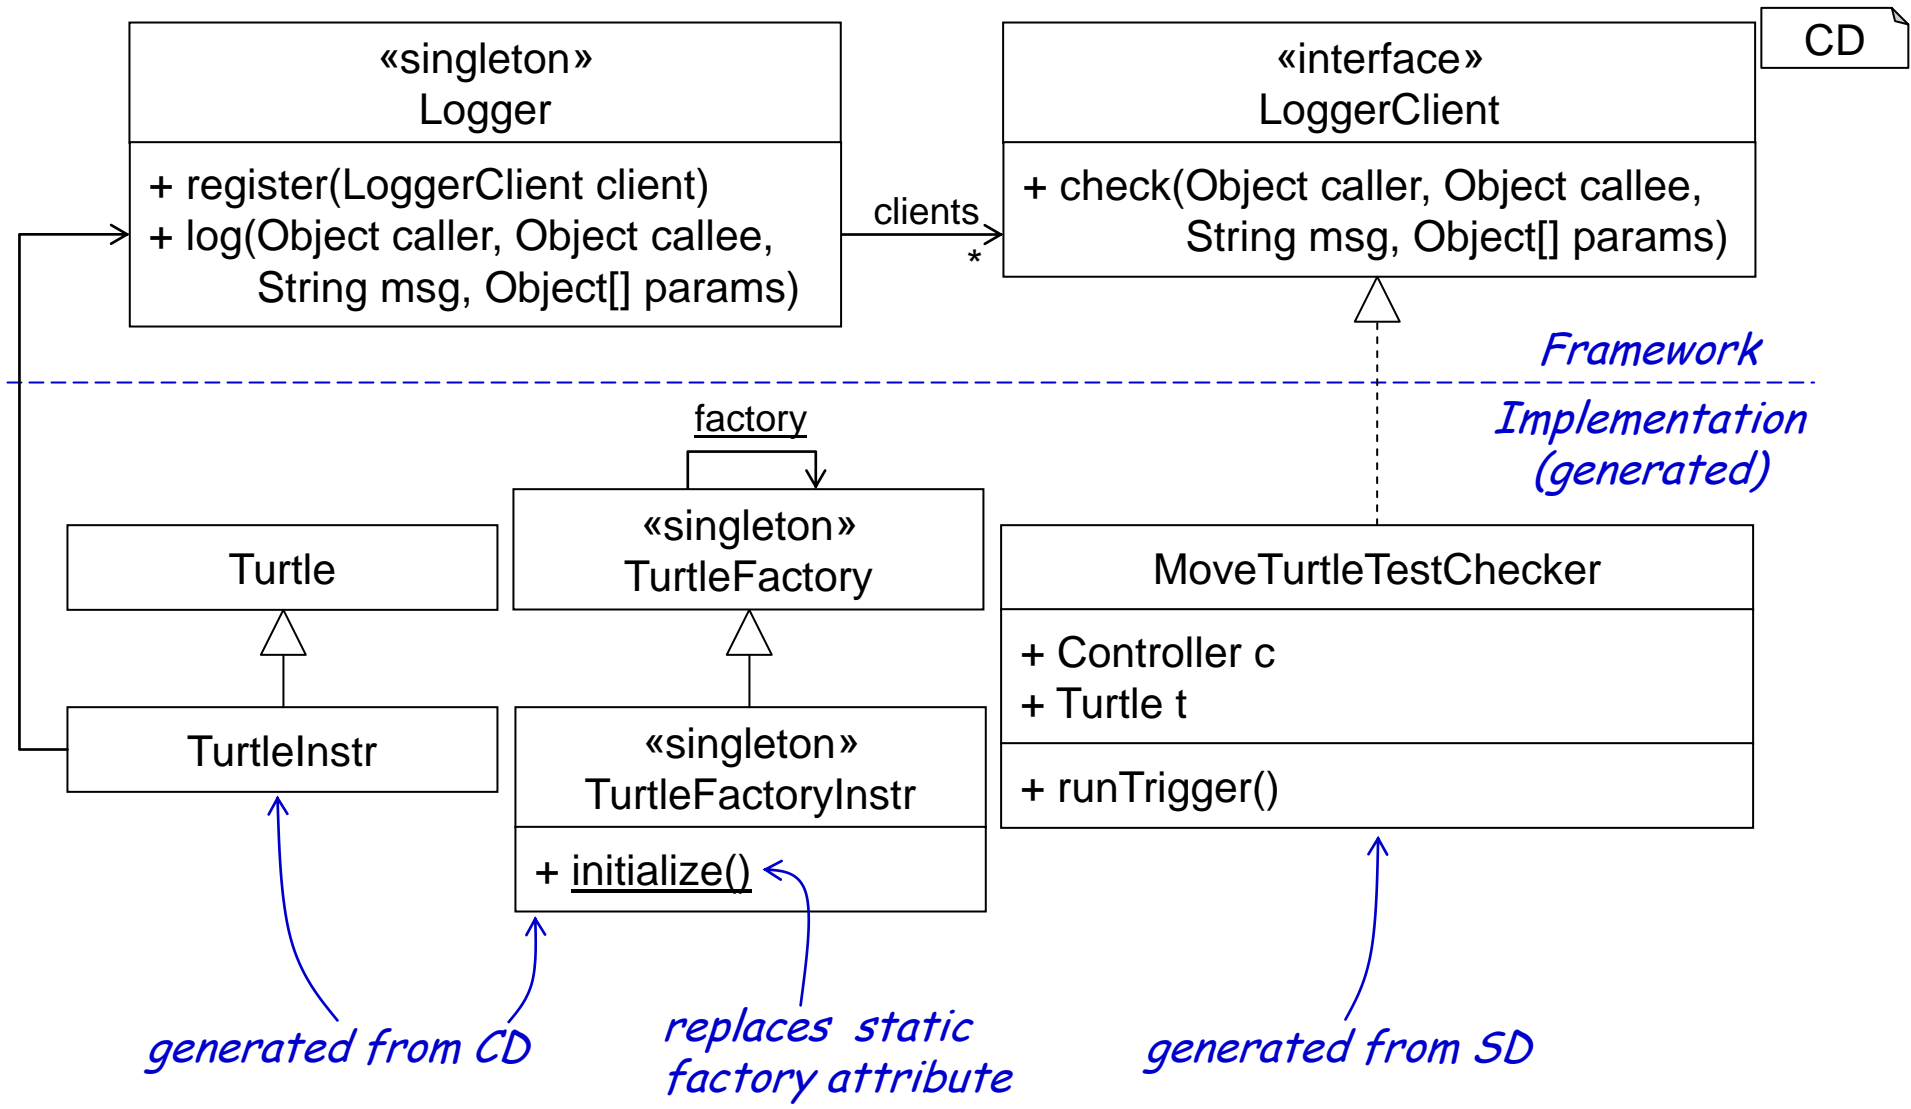 «singleton»
Logger
+ register(LoggerClient client)
+ log(Object caller, Object callee,
String msg, Object[] params)
clients
*
«interface»
LoggerClient
+ check(Object caller, Object callee,
String msg, Object[] params)
CD
Framework
Implementation
(generated)
factory
Turtle
«singleton»
TurtleFactory
MoveTurtleTestChecker
+ Controller c
+ Turtle t
+ runTrigger()
TurtleInstr
«singleton»
TurtleFactoryInstr
+ initialize()
generated from CD
replaces static
factory attribute
generated from SD